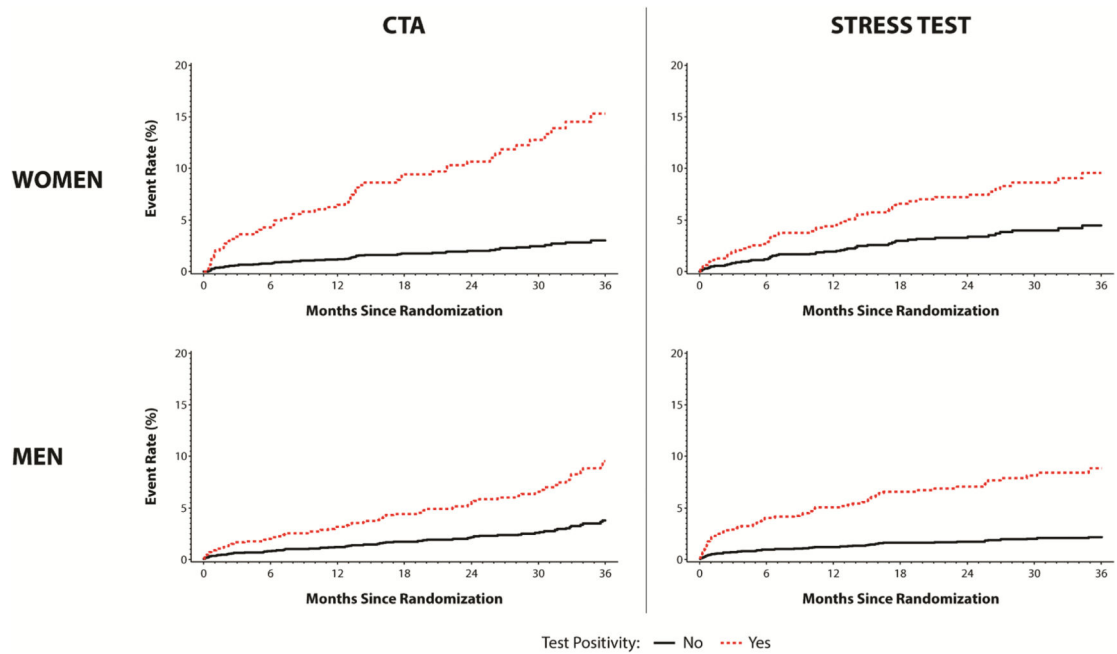 CTA
STRESS TEST
WOMEN
Event Rate (%)
20
15
10
5
0
0 6 12 18 24 30 36
Months Since Randomization
20
15
10
5
0
0 6 12 18 24 30 36
Months Since Randomization
MEN
Event Rate (%)
20
15
10
5
0
0 6 12 18 24 30 36
Months Since Randomization
20
15
10
5
0
0 6 12 18 24 30 36
Months Since Randomization
Test Positivity: No Yes